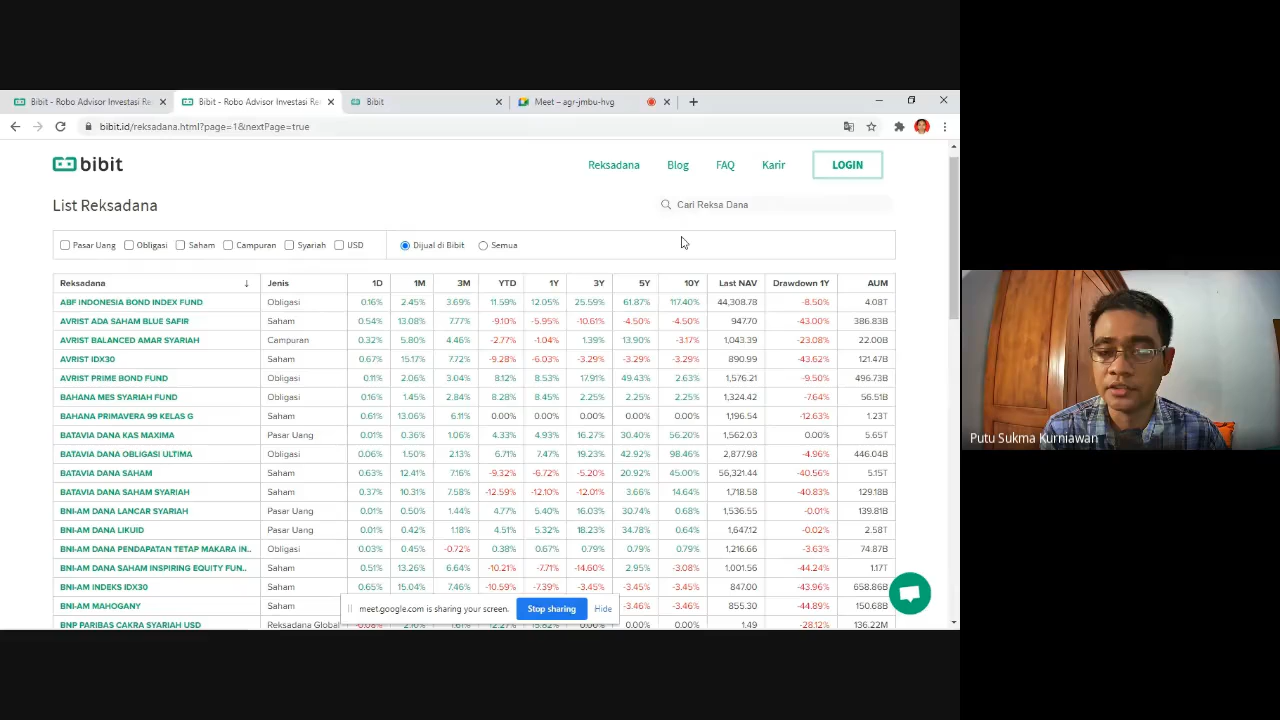 Bibit - Robo Advisor Investasi Re
Bibit - Robo Advisor Investasi Re
Bibit
Meet – agr-jmbu-hvg
bibit.id/reksadana.html?page=1&nextPage=true
bibit
Reksadana Blog FAQ Karir LOGIN
List Reksadana
Cari Reksa Dana
Pasar Uang Obligasi Saham Campuran Syariah USD Dijual di Bibit Semua
Reksadana ↓ Jenis 1D 1M 3M YTD 1Y 3Y 5Y 10Y Last NAV Drawdown 1Y AUM
ABF INDONESIA BOND INDEX FUND Obligasi 0.16% 2.45% 3.69% 11.59% 12.05% 25.59% 61.87% 117.40% 44,308.78 -8.50% 4.08T
AVRIST ADA SAHAM BLUE SAFIR Saham 0.54% 13.08% 7.77% -9.10% -5.95% -10.61% -4.50% -4.50% 947.70 -43.00% 386.83B
AVRIST BALANCED AMAR SYARIAH Campuran 0.32% 5.80% 4.46% -2.77% -1.04% 1.39% 13.90% -3.17% 1,043.39 -23.08% 22.00B
AVRIST IDX30 Saham 0.67% 15.17% 7.72% -9.28% -6.03% -3.29% -3.29% -3.29% 890.99 -43.62% 121.47B
AVRIST PRIME BOND FUND Obligasi 0.11% 2.06% 3.04% 8.12% 8.53% 17.91% 49.43% 2.63% 1,576.21 -9.50% 496.73B
BAHANA MES SYARIAH FUND Obligasi 0.16% 1.45% 2.84% 8.28% 8.45% 2.25% 2.25% 2.25% 1,324.42 -7.64% 56.51B
BAHANA PRIMAVERA 99 KELAS G Saham 0.61% 13.06% 6.11% 0.00% 0.00% 0.00% 0.00% 0.00% 1,196.54 -12.63% 1.23T
BATAVIA DANA KAS MAXIMA Pasar Uang 0.01% 0.36% 1.06% 4.33% 4.93% 16.27% 30.40% 56.20% 1,562.03 0.00% 5.65T
BATAVIA DANA OBLIGASI ULTIMA Obligasi 0.06% 1.50% 2.13% 6.71% 7.47% 19.23% 42.92% 98.46% 2,877.98 -4.96% 446.04B
BATAVIA DANA SAHAM Saham 0.63% 12.41% 7.16% -9.32% -6.72% -5.20% 20.92% 45.00% 56,321.44 -40.56% 5.15T
BATAVIA DANA SAHAM SYARIAH Saham 0.37% 10.31% 7.58% -12.59% -12.10% -12.01% 3.66% 14.64% 1,718.58 -40.83% 129.18B
BNI-AM DANA LANCAR SYARIAH Pasar Uang 0.01% 0.50% 1.44% 4.77% 5.40% 16.03% 30.74% 0.68% 1,536.55 -0.01% 139.81B
BNI-AM DANA LIKUID Pasar Uang 0.01% 0.42% 1.18% 4.51% 5.32% 18.23% 34.78% 0.64% 1,647.12 -0.02% 2.58T
BNI-AM DANA PENDAPATAN TETAP MAKARA IN.. Obligasi 0.03% 0.45% -0.72% 0.38% 0.67% 0.79% 0.79% 0.79% 1,216.66 -3.63% 74.87B
BNI-AM DANA SAHAM INSPIRING EQUITY FUN.. Saham 0.51% 13.26% 6.64% -10.21% -7.71% -14.60% 2.95% -3.08% 1,001.56 -44.24% 1.17T
BNI-AM INDEKS IDX30 Saham 0.65% 15.04% 7.46% -10.59% -7.39% -3.45% -3.45% -3.45% 847.00 -43.96% 658.86B
BNI-AM MAHOGANY Saham -3.46% -3.46% 855.30 -44.89% 150.68B
meet.google.com is sharing your screen. Stop sharing Hide
BNP PARIBAS CAKRA SYARIAH USD Reksadana Global 0.00% 0.00% 1.49 -28.12% 136.22M
Putu Sukma Kurniawan